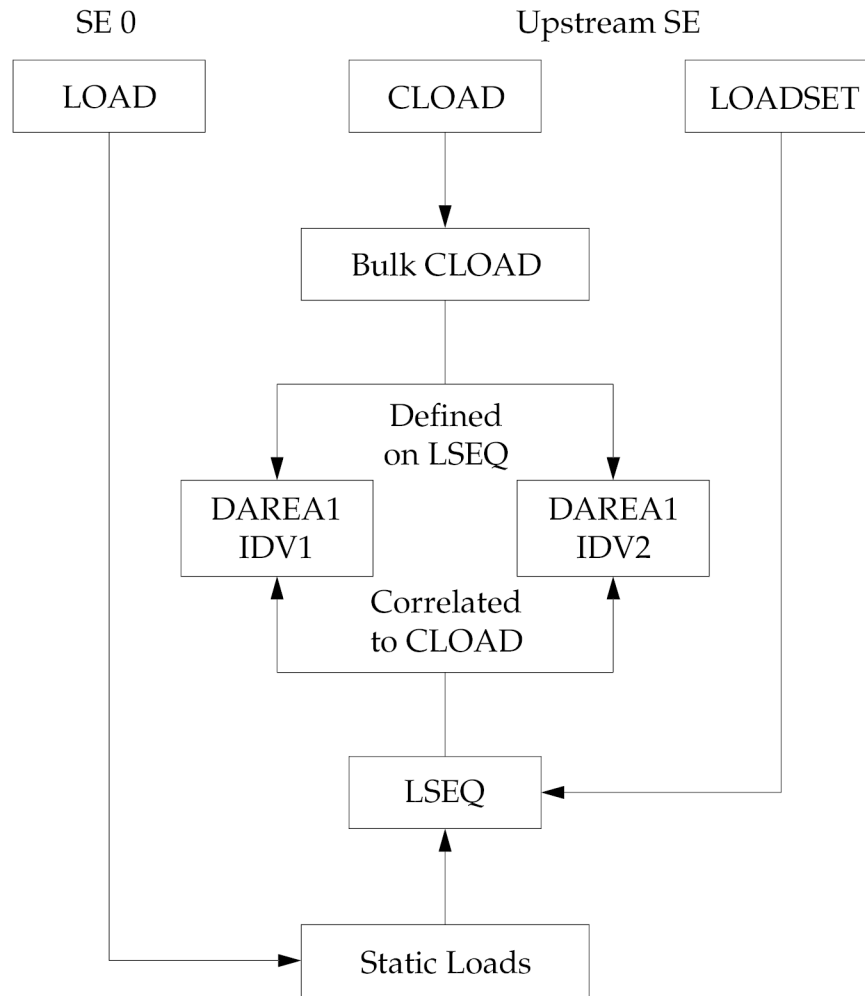 SE 0
Upstream SE
LOAD
CLOAD
LOADSET
Bulk CLOAD
Defined
on LSEQ
DAREA1
IDV1
DAREA1
IDV2
Correlated
to CLOAD
LSEQ
Static Loads